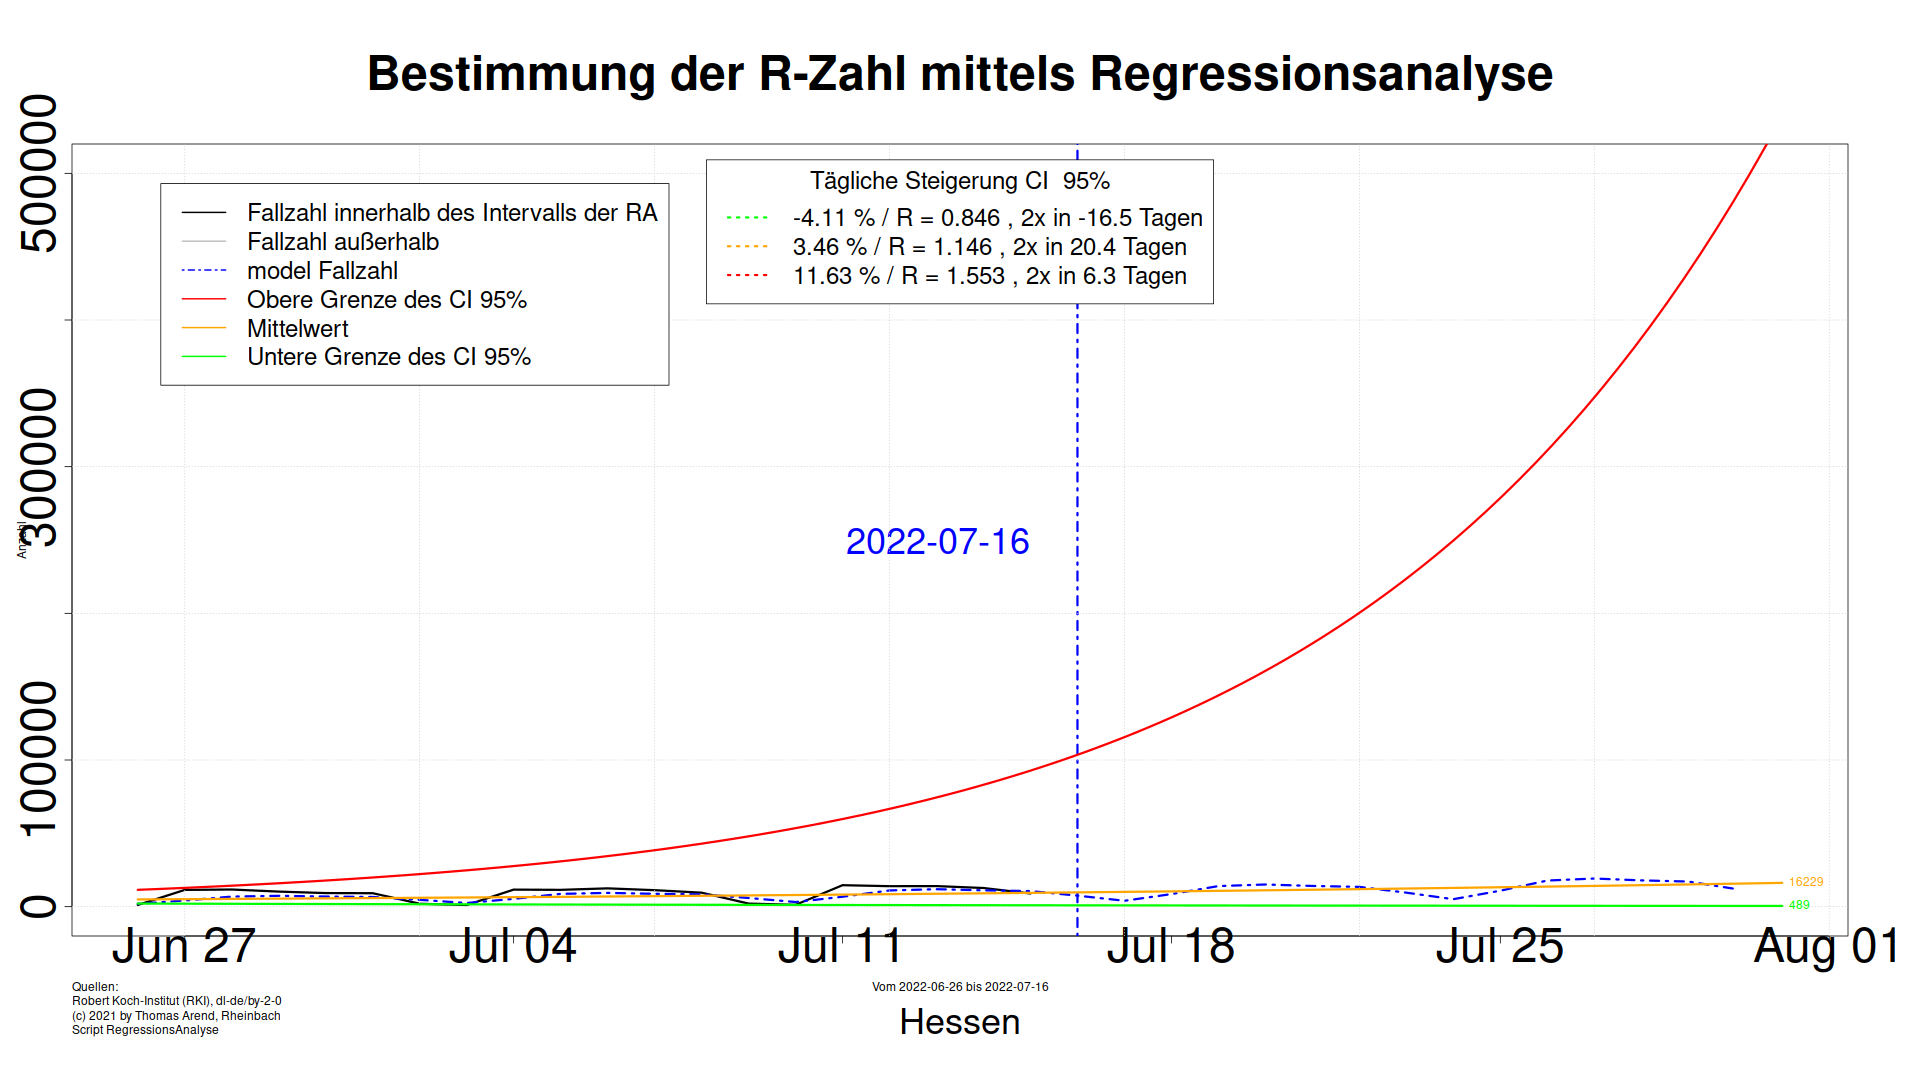 Bestimmung der R-Zahl mittels Regressionsanalyse
500000
300000
100000
0
Anzahl
Fallzahl innerhalb des Intervalls der RA
Fallzahl außerhalb
model Fallzahl
Obere Grenze des CI 95%
Mittelwert
Untere Grenze des CI 95%
Tägliche Steigerung CI 95%
-4.11 % / R = 0.846 , 2x in -16.5 Tagen
3.46 % / R = 1.146 , 2x in 20.4 Tagen
11.63 % / R = 1.553 , 2x in 6.3 Tagen
2022-07-16
16229
489
Jun 27 Jul 04 Jul 11 Jul 18 Jul 25 Aug 01
Quellen:
Robert Koch-Institut (RKI), dl-de/by-2-0
(c) 2021 by Thomas Arend, Rheinbach
Script RegressionsAnalyse
Vom 2022-06-26 bis 2022-07-16
Hessen